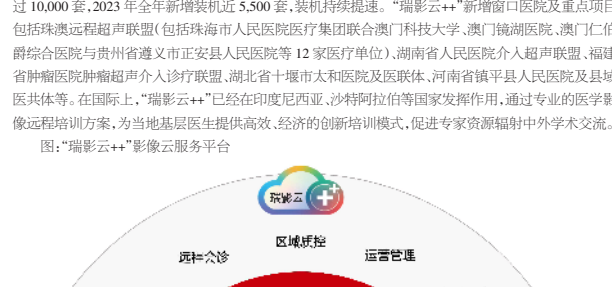 过 10,000 套,2023 年全年新增装机近 5,500 套,装机持续提速。“瑞影云++”新增窗口医院及重点项目
包括珠澳远程超声联盟(包括珠海市人民医院医疗集团联合澳门科技大学、澳门镜湖医院、澳门仁伯
爵综合医院与贵州省遵义市正安县人民医院等 12 家医疗单位)、湖南省人民医院介入超声联盟、福建
省肿瘤医院肿瘤超声介入诊疗联盟、湖北省十堰市太和医院及医联体、河南省镇平县人民医院及县域
医共体等。在国际上,“瑞影云++”已经在印度尼西亚、沙特阿拉伯等国家发挥作用,通过专业的医学影
像远程培训方案,为当地基层医生提供高效、经济的创新培训模式,促进专家资源辐射中外学术交流。
图:“瑞影云++”影像云服务平台
瑞影云 ++
区域质控
远程会诊 运营管理